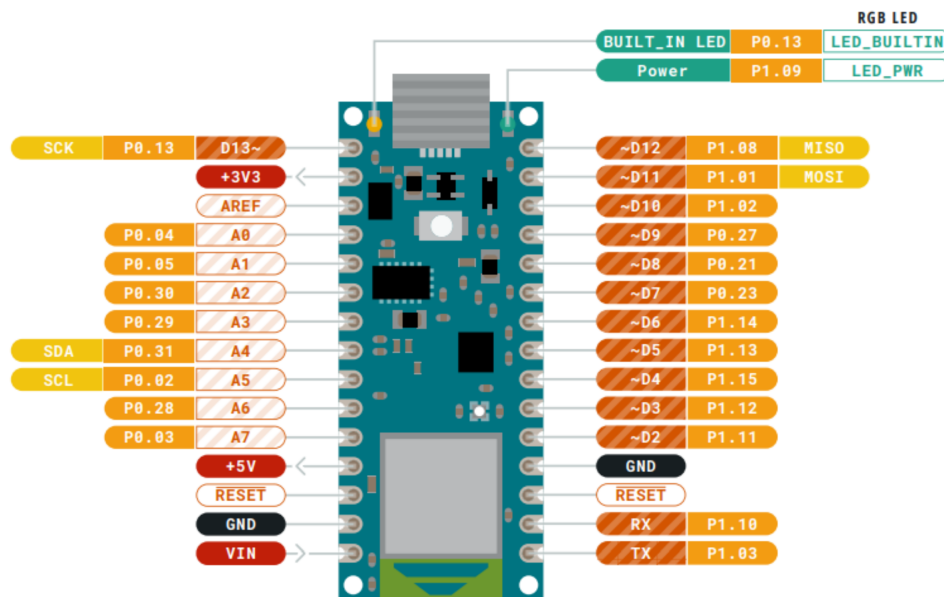 RGB LED
BUILT_IN LED P0.13 LED_BUILTIN
Power P1.09 LED_PWR
SCK P0.13 D13~ ~D12 P1.08 MISO
+3V3 ~D11 P1.01 MOSI
AREF ~D10 P1.02
P0.04 A0 ~D9 P0.27
P0.05 A1 ~D8 P0.21
P0.30 A2 ~D7 P0.23
P0.29 A3 ~D6 P1.14
SDA P0.31 A4 ~D5 P1.13
SCL P0.02 A5 ~D4 P1.15
P0.28 A6 ~D3 P1.12
P0.03 A7 ~D2 P1.11
+5V GND
RESET RESET
GND RX P1.10
VIN TX P1.03